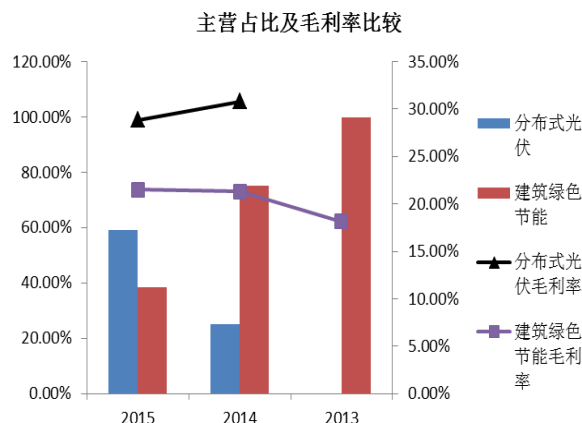 主营占比及毛利率比较
120.00%
100.00%
80.00%
60.00%
40.00%
20.00%
0.00%
35.00%
30.00%
25.00%
20.00%
15.00%
10.00%
5.00%
0.00%
2015
2014
2013
分布式光
伏
建筑绿色
节能
分布式光
伏毛利率
建筑绿色
节能毛利
率